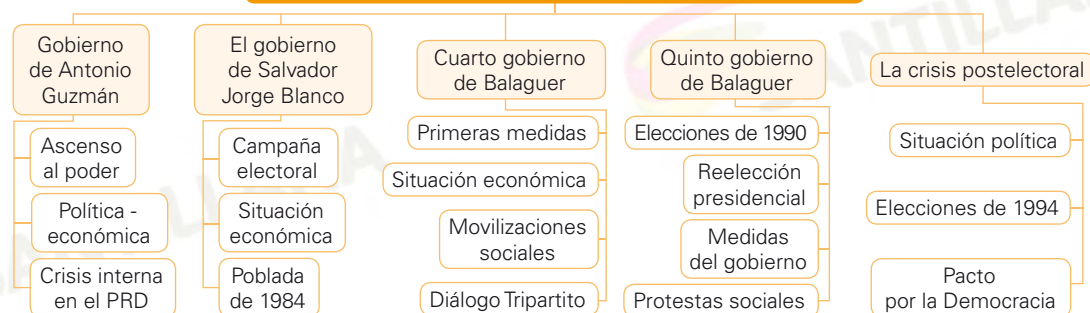 Gobierno
de Antonio
Guzmán
Ascenso
al poder
Política -
económica
Crisis interna
en el PRD
El gobierno
de Salvador
Jorge Blanco
Campaña
electoral
Situación
económica
Poblada
de 1984
Cuarto gobierno
de Balaguer
Primeras medidas
Situación económica
Movilizaciones
sociales
Diálogo Tripartito
Quinto gobierno
de Balaguer
Elecciones de 1990
Reelección
presidencial
Medidas
del gobierno
Protestas sociales
La crisis postelectoral
Situación política
Elecciones de 1994
Pacto
por la Democracia